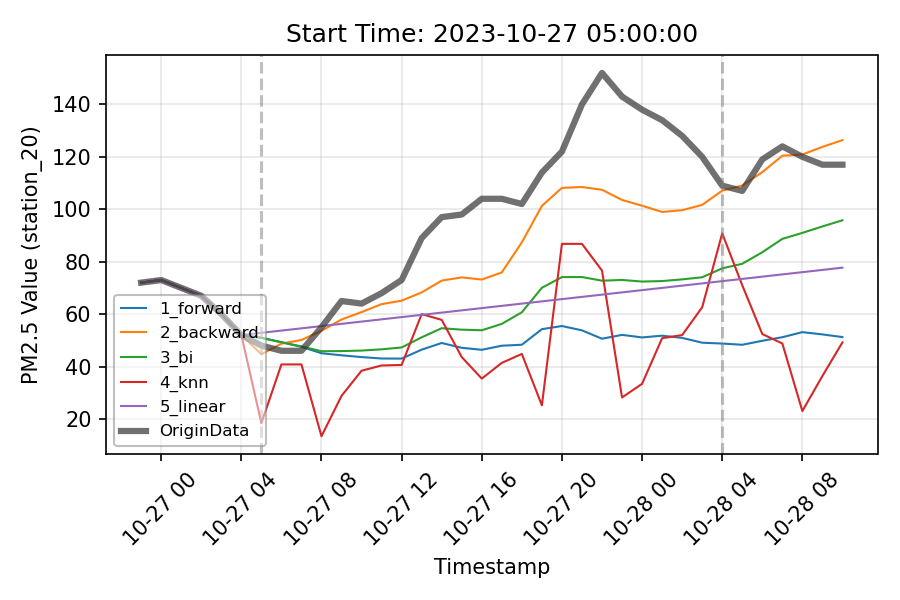 Start Time: 2023-10-27 05:00:00
PM2.5 Value (station_20)
140
120
100
80
60
40
20
1_forward
2_backward
3_bi
4_knn
5_linear
OriginData
10-27 00
10-27 04
10-27 08
10-27 12
10-27 16
10-27 20
10-28 00
10-28 04
10-28 08
Timestamp